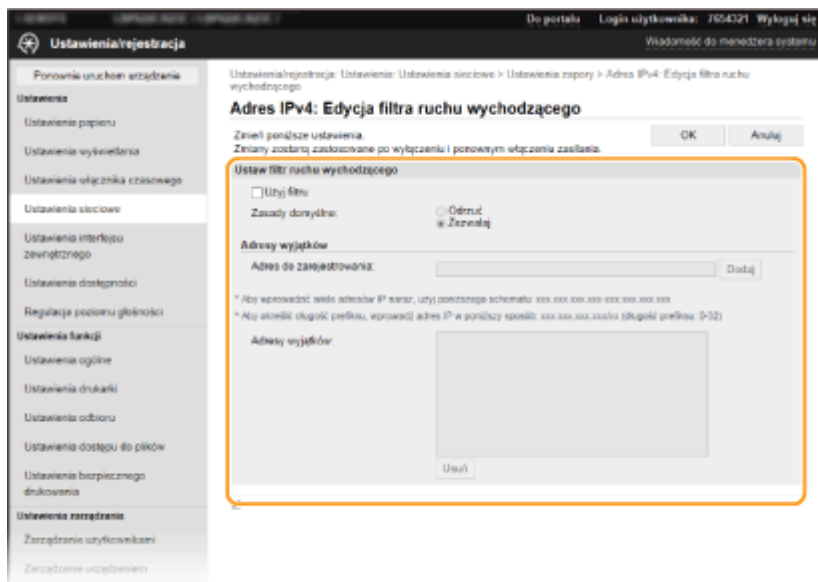 Do portalu Login użytkownika: 7654321 Wyloguj się
Ustawienia/rejestracja
Wiadomość do menedżera systemu
Ponownie uruchom urządzenie
Ustawienia
Ustawienia papieru
Ustawienia wyświetlania
Ustawienia włącznika czasowego
Ustawienia sieciowe
Ustawienia interfejsu
zewnętrznego
Ustawienia dostępności
Regulacja poziomu głośności
Ustawienia funkcji
Ustawienia ogólne
Ustawienia drukarki
Ustawienia odbioru
Ustawienia dostępu do plików
Ustawienia bezpiecznego
drukowania
Ustawienia zarządzania
Zarządzanie użytkownikami
Zarządzanie urządzeniem
Ustawienia/rejestracja: Ustawienia: Ustawienia sieciowe > Ustawienia zapory > Adres IPv4: Edycja filtra ruchu
wychodzącego
Adres IPv4: Edycja filtra ruchu wychodzącego
Zmień poniższe ustawienia.
Zmiany zostaną zastosowane po wyłączeniu i ponownym włączeniu zasilania.
OK Anuluj
Ustaw filtr ruchu wychodzącego
Użyj filtru
Zasady domyślne: Odrzuć
Zezwalaj
Adresy wyjątków
Adres do zarejestrowania: Dodaj
* Aby wprowadzić wiele adresów IP naraz, użyj poniższego schematu: xxx.xxx.xxx.xxx-xxx.xxx.xxx.xxx
* Aby określić długość prefiksu, wprowadź adres IP w poniższy sposób: xxx.xxx.xxx.xxx/xx (długość prefiksu: 0-32)
Adresy wyjątków:
Usuń